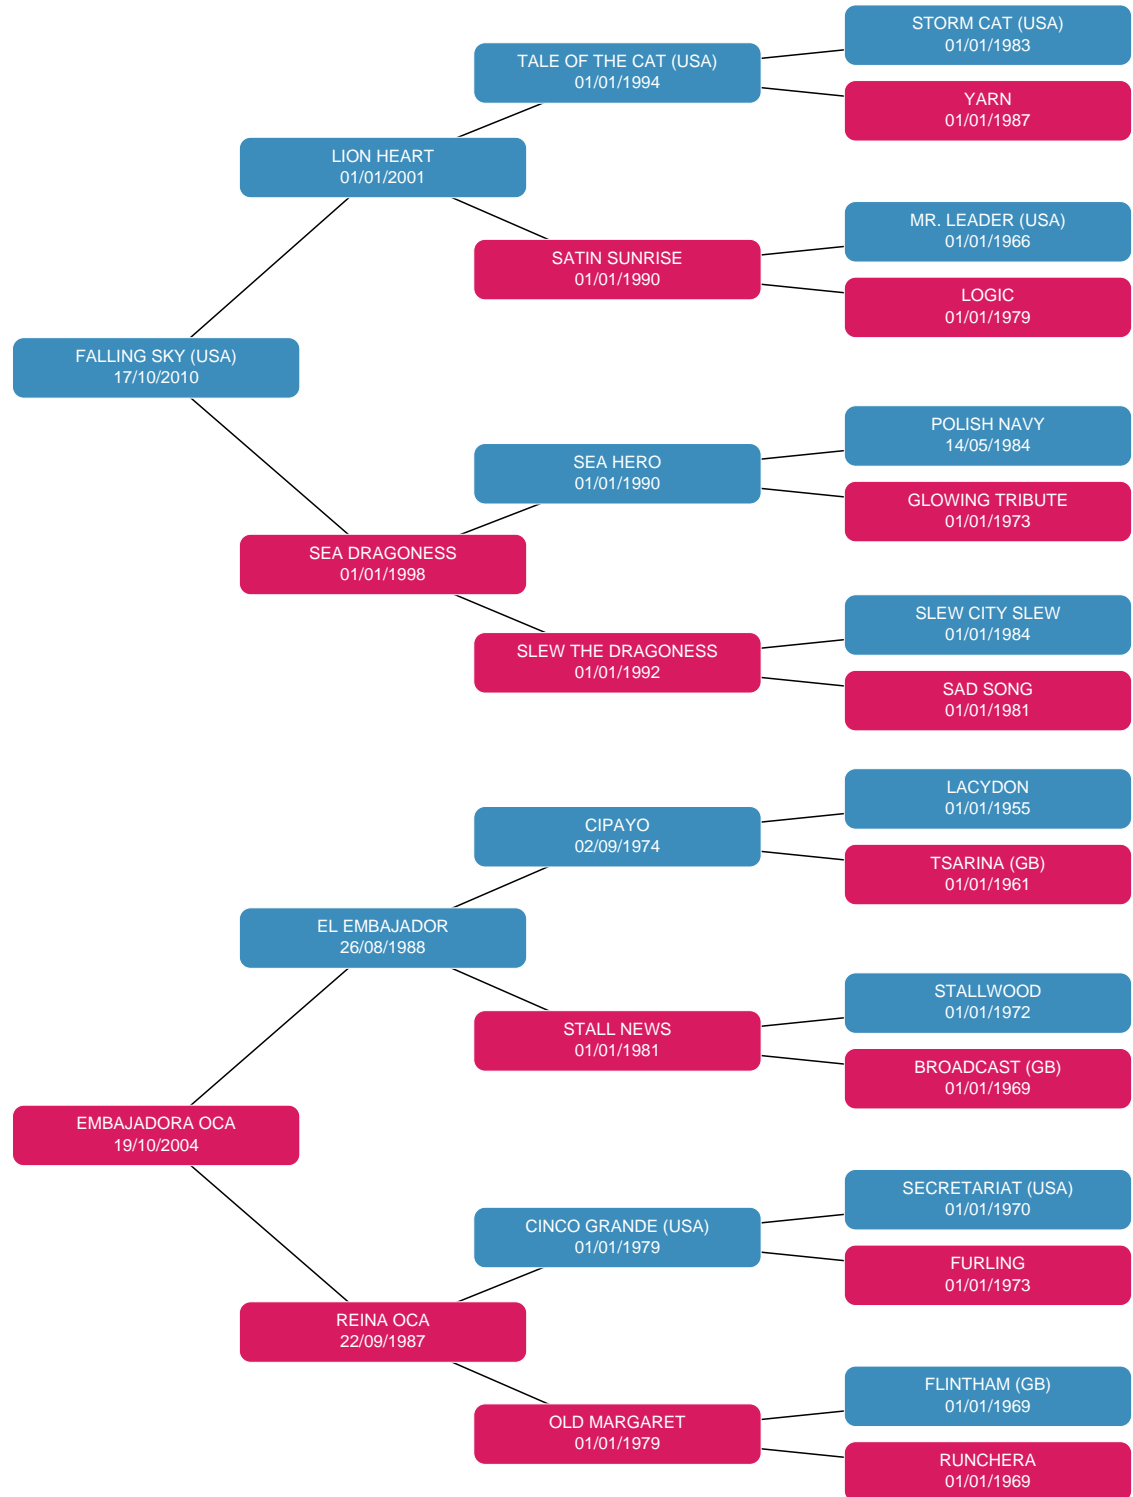 STORM CAT (USA)
01/01/1983
TALE OF THE CAT (USA)
01/01/1994
YARN
01/01/1987
LION HEART
01/01/2001
MR. LEADER (USA)
01/01/1966
SATIN SUNRISE
01/01/1990
LOGIC
01/01/1979
FALLING SKY (USA)
17/10/2010
POLISH NAVY
14/05/1984
SEA HERO
01/01/1990
GLOWING TRIBUTE
01/01/1973
SEA DRAGONESS
01/01/1998
SLEW CITY SLEW
01/01/1984
SLEW THE DRAGONESS
01/01/1992
SAD SONG
01/01/1981
LACYDON
01/01/1955
CIPAYO
02/09/1974
TSARINA (GB)
01/01/1961
EL EMBAJADOR
26/08/1988
STALLWOOD
01/01/1972
STALL NEWS
01/01/1981
BROADCAST (GB)
01/01/1969
EMBAJADORA OCA
19/10/2004
SECRETARIAT (USA)
01/01/1970
CINCO GRANDE (USA)
01/01/1979
FURLING
01/01/1973
REINA OCA
22/09/1987
FLINTHAM (GB)
01/01/1969
OLD MARGARET
01/01/1979
RUNCHERA
01/01/1969